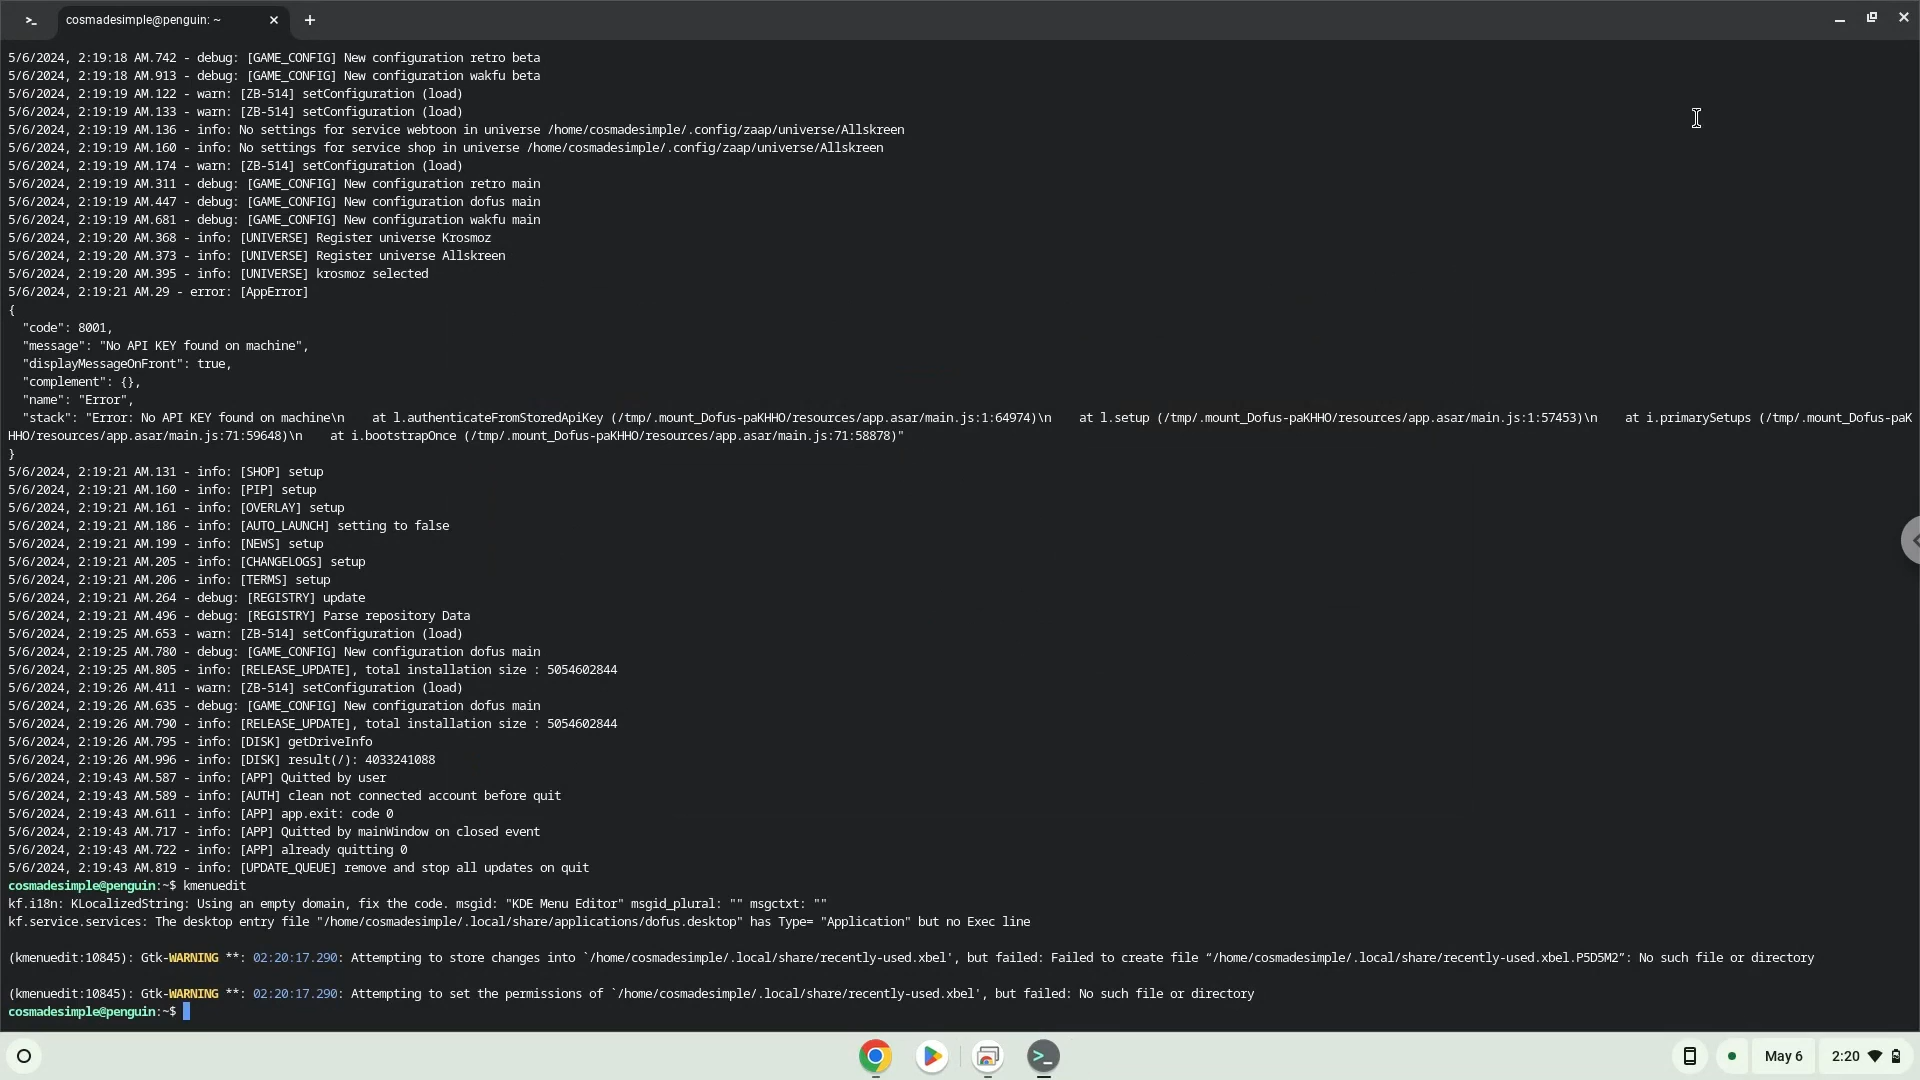 cosmadesimple@penguin: ~
5/6/2024, 2:19:18 AM.742 - debug: [GAME_CONFIG] New configuration retro beta
5/6/2024, 2:19:18 AM.913 - debug: [GAME_CONFIG] New configuration wakfu beta
5/6/2024, 2:19:19 AM.122 - warn: [ZB-514] setConfiguration (load)
5/6/2024, 2:19:19 AM.133 - warn: [ZB-514] setConfiguration (load)
5/6/2024, 2:19:19 AM.136 - info: No settings for service webtoon in universe /home/cosmadesimple/.config/zaap/universe/Allskreen
5/6/2024, 2:19:19 AM.160 - info: No settings for service shop in universe /home/cosmadesimple/.config/zaap/universe/Allskreen
5/6/2024, 2:19:19 AM.174 - warn: [ZB-514] setConfiguration (load)
5/6/2024, 2:19:19 AM.311 - debug: [GAME_CONFIG] New configuration retro main
5/6/2024, 2:19:19 AM.447 - debug: [GAME_CONFIG] New configuration dofus main
5/6/2024, 2:19:19 AM.681 - debug: [GAME_CONFIG] New configuration wakfu main
5/6/2024, 2:19:20 AM.368 - info: [UNIVERSE] Register universe Krosmoz
5/6/2024, 2:19:20 AM.373 - info: [UNIVERSE] Register universe Allskreen
5/6/2024, 2:19:20 AM.395 - info: [UNIVERSE] krosmoz selected
5/6/2024, 2:19:21 AM.29 - error: [AppError]
{
"code": 8001,
"message": "No API KEY found on machine",
"displayMessageOnFront": true,
"complement": {},
"name": "Error",
"stack": "Error: No API KEY found on machine\n    at l.authenticateFromStoredApiKey (/tmp/.mount_Dofus-paKHHO/resources/app.asar/main.js:1:64974)\n    at l.setup (/tmp/.mount_Dofus-paKHHO/resources/app.asar/main.js:1:57453)\n    at i.primarySetups (/tmp/.mount_Dofus-paK
HHO/resources/app.asar/main.js:71:59648)\n    at i.bootstrapOnce (/tmp/.mount_Dofus-paKHHO/resources/app.asar/main.js:71:58878)"
}
5/6/2024, 2:19:21 AM.131 - info: [SHOP] setup
5/6/2024, 2:19:21 AM.160 - info: [PIP] setup
5/6/2024, 2:19:21 AM.161 - info: [OVERLAY] setup
5/6/2024, 2:19:21 AM.186 - info: [AUTO_LAUNCH] setting to false
5/6/2024, 2:19:21 AM.199 - info: [NEWS] setup
5/6/2024, 2:19:21 AM.205 - info: [CHANGELOGS] setup
5/6/2024, 2:19:21 AM.206 - info: [TERMS] setup
5/6/2024, 2:19:21 AM.264 - debug: [REGISTRY] update
5/6/2024, 2:19:21 AM.496 - debug: [REGISTRY] Parse repository Data
5/6/2024, 2:19:25 AM.653 - warn: [ZB-514] setConfiguration (load)
5/6/2024, 2:19:25 AM.780 - debug: [GAME_CONFIG] New configuration dofus main
5/6/2024, 2:19:25 AM.805 - info: [RELEASE_UPDATE], total installation size : 5054602844
5/6/2024, 2:19:26 AM.411 - warn: [ZB-514] setConfiguration (load)
5/6/2024, 2:19:26 AM.635 - debug: [GAME_CONFIG] New configuration dofus main
5/6/2024, 2:19:26 AM.790 - info: [RELEASE_UPDATE], total installation size : 5054602844
5/6/2024, 2:19:26 AM.795 - info: [DISK] getDriveInfo
5/6/2024, 2:19:26 AM.996 - info: [DISK] result(/): 4033241088
5/6/2024, 2:19:43 AM.587 - info: [APP] Quitted by user
5/6/2024, 2:19:43 AM.589 - info: [AUTH] clean not connected account before quit
5/6/2024, 2:19:43 AM.611 - info: [APP] app.exit: code 0
5/6/2024, 2:19:43 AM.717 - info: [APP] Quitted by mainWindow on closed event
5/6/2024, 2:19:43 AM.722 - info: [APP] already quitting 0
5/6/2024, 2:19:43 AM.819 - info: [UPDATE_QUEUE] remove and stop all updates on quit
cosmadesimple@penguin:~$ kmenuedit
kf.i18n: KLocalizedString: Using an empty domain, fix the code. msgid: "KDE Menu Editor" msgid_plural: "" msgctxt: ""
kf.service.services: The desktop entry file "/home/cosmadesimple/.local/share/applications/dofus.desktop" has Type= "Application" but no Exec line
(kmenuedit:10845): Gtk-WARNING **: 02:20:17.290: Attempting to store changes into `/home/cosmadesimple/.local/share/recently-used.xbel', but failed: Failed to create file “/home/cosmadesimple/.local/share/recently-used.xbel.P5D5M2”: No such file or directory
(kmenuedit:10845): Gtk-WARNING **: 02:20:17.290: Attempting to set the permissions of `/home/cosmadesimple/.local/share/recently-used.xbel', but failed: No such file or directory
cosmadesimple@penguin:~$
May 6
2:20